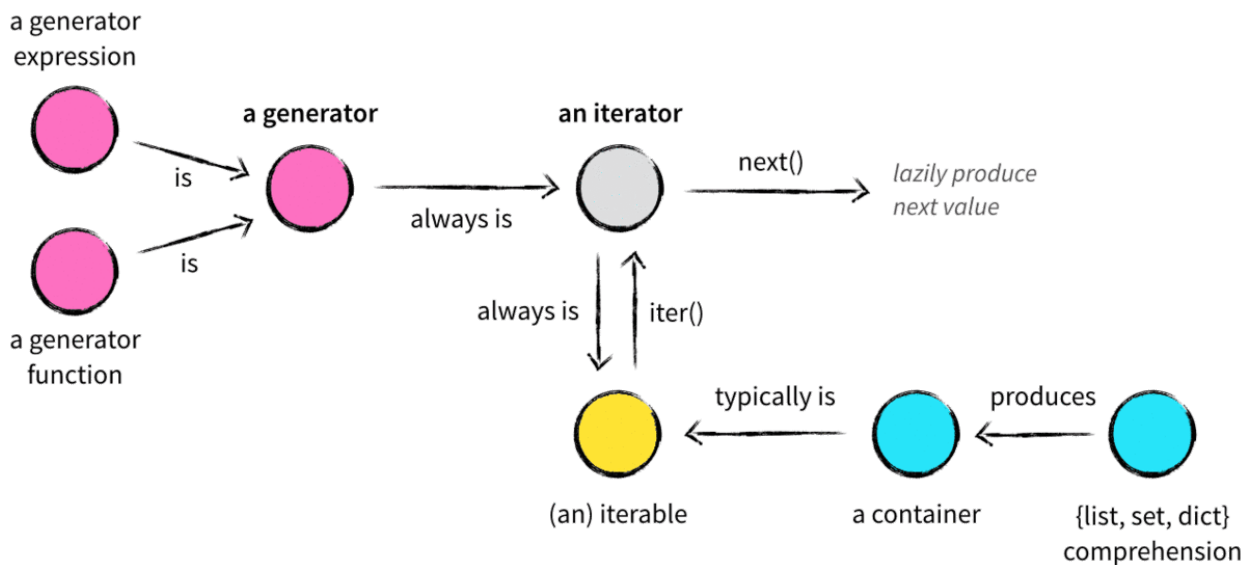 a generator
expression
a generator
an iterator
is
always is
next()
lazily produce
next value
is
a generator
function
always is
iter()
typically is
produces
(an) iterable
a container
{list, set, dict}
comprehension